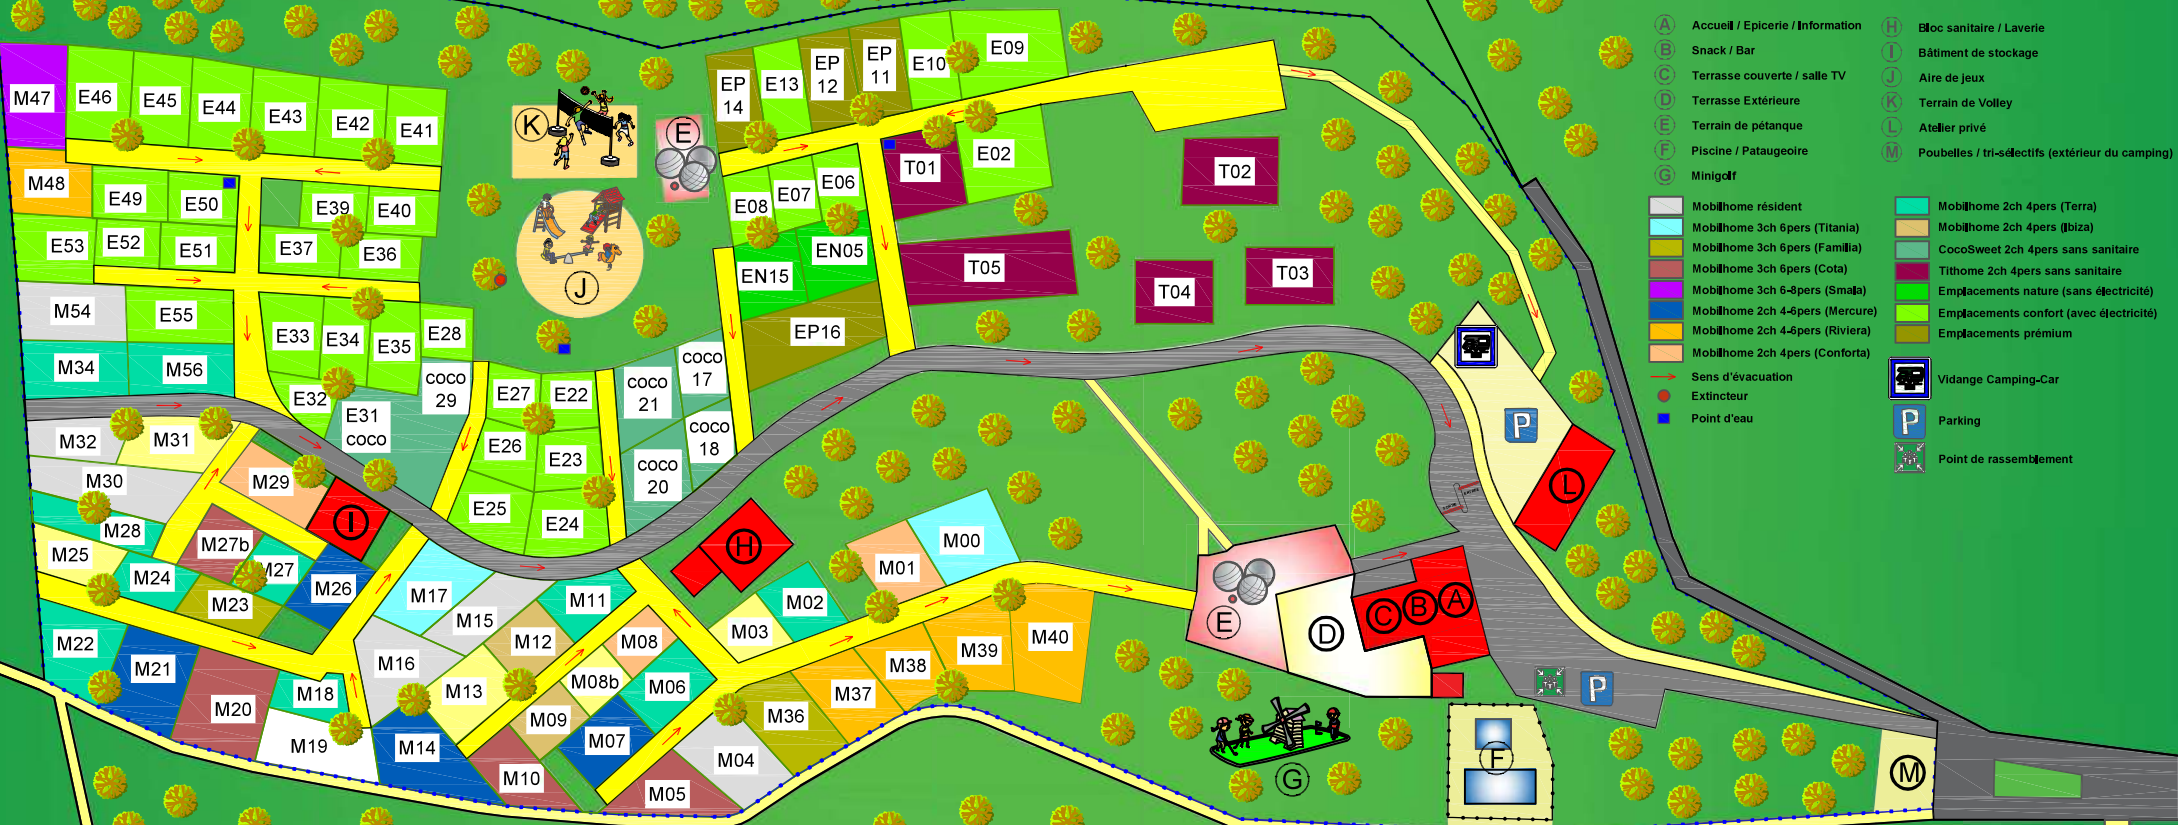 A Accueil / Epicerie / Information
B Snack / Bar
C Terrasse couverte / salle TV
D Terrasse Extérieure
E Terrain de pétanque
F Piscine / Pataugeoire
G Minigolf
H Bloc sanitaire / Laverie
I Bâtiment de stockage
J Aire de jeux
K Terrain de Volley
L Atelier privé
M Poubelles / tri-sélectifs (extérieur du camping)
Mobilhome résident
Mobilhome 3ch 6pers (Titania)
Mobilhome 3ch 6pers (Familia)
Mobilhome 3ch 6pers (Cota)
Mobilhome 3ch 6-8pers (Smala)
Mobilhome 2ch 4-6pers (Mercure)
Mobilhome 2ch 4-6pers (Riviera)
Mobilhome 2ch 4pers (Conforta)
Sens d'évacuation
Extincteur
Point d'eau
Mobilhome 2ch 4pers (Terra)
Mobilhome 2ch 4pers (Ibiza)
CocoSweet 2ch 4pers sans sanitaire
Tithome 2ch 4pers sans sanitaire
Emplacements nature (sans électricité)
Emplacements confort (avec électricité)
Emplacements prémium
Vidange Camping-Car
P Parking
Point de rassemblement
M47
E46
E45
E44
E43
E42
E41
M48
E49
E50
E39
E40
E53
E52
E51
E37
E36
M54
E55
E33
E34
E35
E28
M34
M56
E32
E31
coco
coco
29
E27
E22
E26
E23
E25
E24
coco
21
coco
17
coco
18
coco
20
EP
14
E13
EP
12
EP
11
E10
E09
E08
E07
E06
T01
E02
T02
EN15
EN05
T05
T04
T03
EP16
K
E
J
M32
M31
M30
M29
I
M28
M27b
M25
M24
M27
M26
M23
M22
M21
M20
M18
M19
M17
M15
M16
M11
M12
M13
M14
M08
M08b
M09
M10
M07
M06
M05
M04
H
M00
M01
M02
M03
M36
M37
M38
M39
M40
E
D
C
B
A
P
L
P
G
F
M